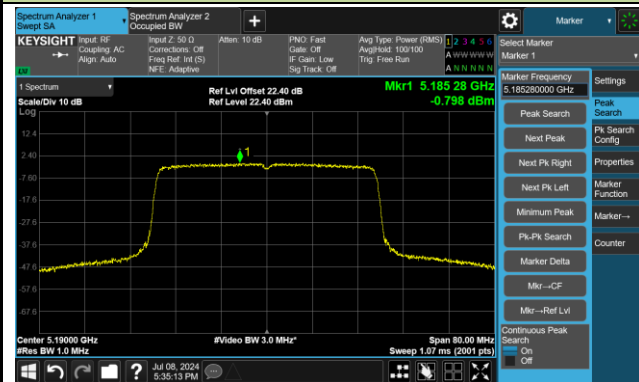 Spectrum Analyzer 1
Swept SA
Spectrum Analyzer 2
Occupied BW
Marker
KEYSIGHT
Input: RF
Coupling: AC
Align: Auto
Input Z: 50 Ω
Corrections: Off
Freq Ref: Int (S)
NFE: Adaptive
Atten: 10 dB
PNO: Fast
Gate: Off
IF Gain: Low
Sig Track: Off
Avg Type: Power (RMS)
Avg|Hold: 100/100
Trig: Free Run
1 2 3 4 5 6
A W W W W W
A N N N N N
LXI
Select Marker
Marker 1
1 Spectrum
Scale/Div 10 dB
Ref Lvl Offset 22.40 dB
Ref Level 22.40 dBm
Mkr1 5.185 28 GHz
-0.798 dBm
Log
12.4
2.40
-7.60
-17.6
-27.6
-37.6
-47.6
-57.6
-67.6
1
Center 5.19000 GHz
#Res BW 1.0 MHz
#Video BW 3.0 MHz*
Span 80.00 MHz
Sweep 1.07 ms (2001 pts)
Marker Frequency
5.185280000 GHz
Peak Search
Next Peak
Next Pk Right
Next Pk Left
Minimum Peak
Pk-Pk Search
Marker Delta
Mkr→CF
Mkr→Ref Lvl
Continuous Peak
Search
On
Off
Settings
Peak
Search
Pk Search
Config
Properties
Marker
Function
Marker→
Counter
Jul 08, 2024
5:35:13 PM